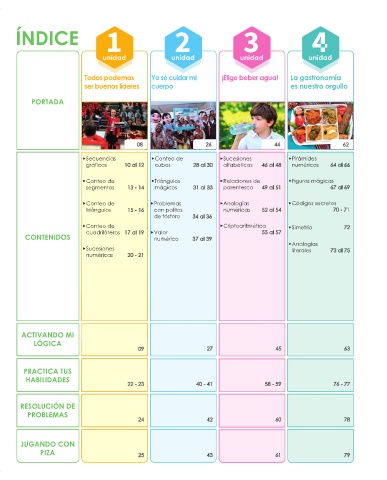 ÍNDICE
1
unidad
2
unidad
3
unidad
4
unidad
Todos podemos
ser buenos líderes
Yo sé cuidar mi
cuerpo
¡Elige beber agua!
La gastronomía
es nuestro orgullo
PORTADA
08
26
44
62
CONTENIDOS
▸Secuencias
gráficas 10 al 12
▸Conteo de
segmentos 13 - 14
▸Conteo de
triángulos 15 - 16
▸Conteo de
cuadriláteros 17 al 19
▸Sucesiones
numéricas 20 - 21
▸Conteo de
cubos 28 al 30
▸Triángulos
mágicos 31 al 33
▸Problemas
con palitos
de fósforo 34 al 36
▸Valor
numérico 37 al 39
▸Sucesiones
alfabéticas 46 al 48
▸Relaciones de
parentesco 49 al 51
▸Analogías
numéricas 52 al 54
▸Criptoaritmética
55 al 57
▸Pirámides
numéricas 64 al 66
▸Figuras mágicas
67 al 69
▸Códigos secretos
70 - 71
▸Simetría 72
▸Analogías
literales 73 al 75
ACTIVANDO MI
LÓGICA
09
27
45
63
PRACTICA TUS
HABILIDADES
22 - 23
40 - 41
58 - 59
76 - 77
RESOLUCIÓN DE
PROBLEMAS
24
42
60
78
JUGANDO CON
PIZA
25
43
61
79